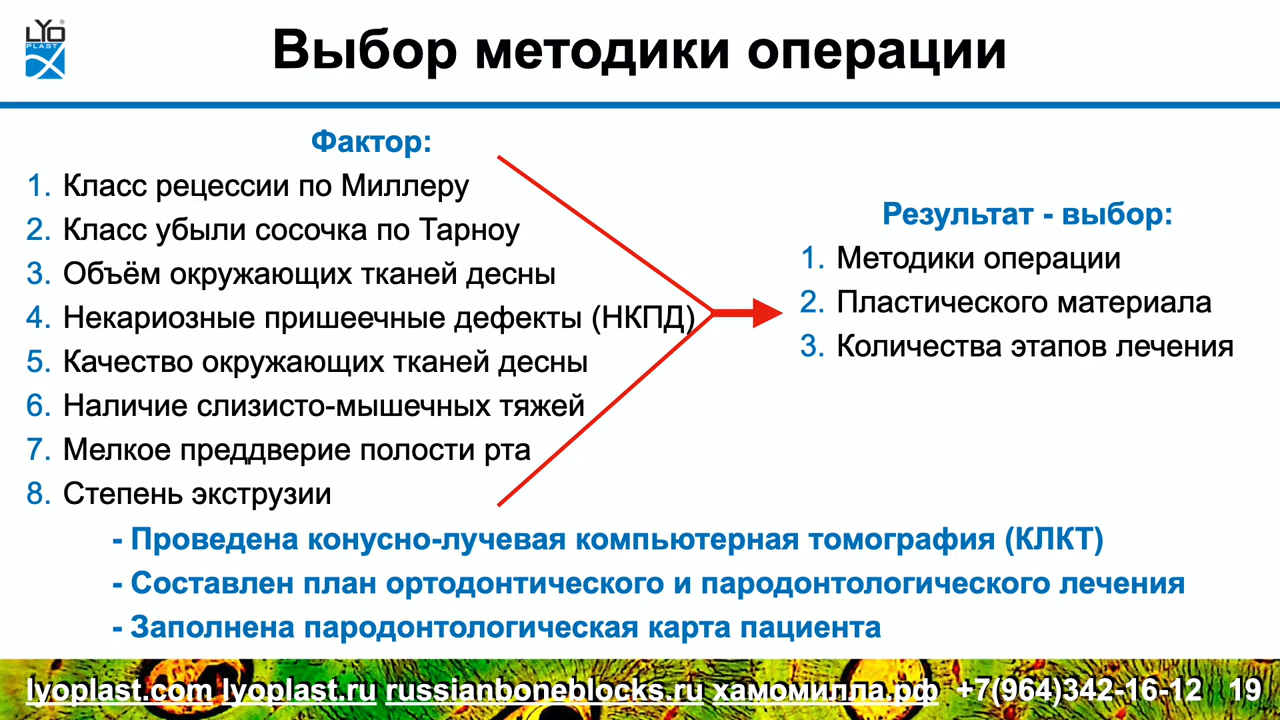 LYO
PLAST
Выбор методики операции
Фактор:
1. Класс рецессии по Миллеру
2. Класс убыли сосочка по Тарноу
3. Объём окружающих тканей десны
4. Некариозные пришеечные дефекты (НКПД)
5. Качество окружающих тканей десны
6. Наличие слизисто-мышечных тяжей
7. Мелкое преддверие полости рта
8. Степень экструзии
Результат - выбор:
1. Методики операции
2. Пластического материала
3. Количества этапов лечения
- Проведена конусно-лучевая компьютерная томография (КЛКТ)
- Составлен план ортодонтического и пародонтологического лечения
- Заполнена пародонтологическая карта пациента
lyoplast.com lyoplast.ru russianboneblocks.ru хамомилла.рф +7(964)342-16-12 19